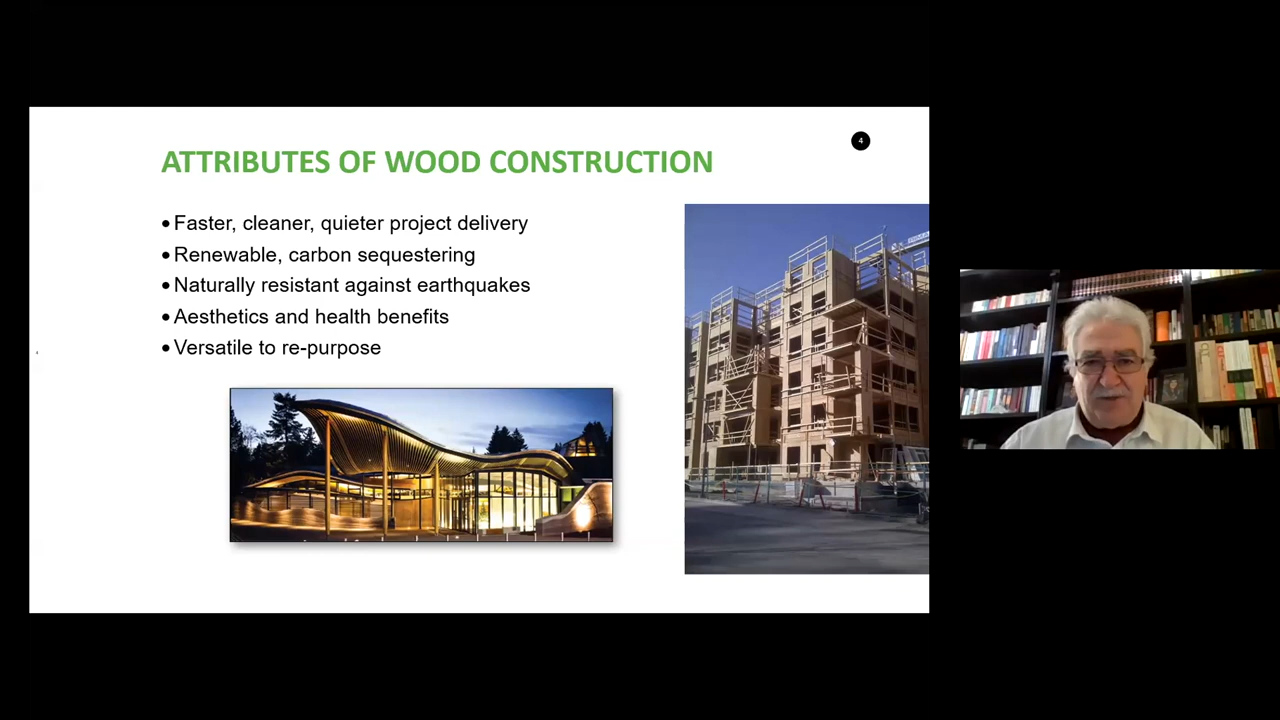 4
ATTRIBUTES OF WOOD CONSTRUCTION
• Faster, cleaner, quieter project delivery
• Renewable, carbon sequestering
• Naturally resistant against earthquakes
• Aesthetics and health benefits
• Versatile to re-purpose